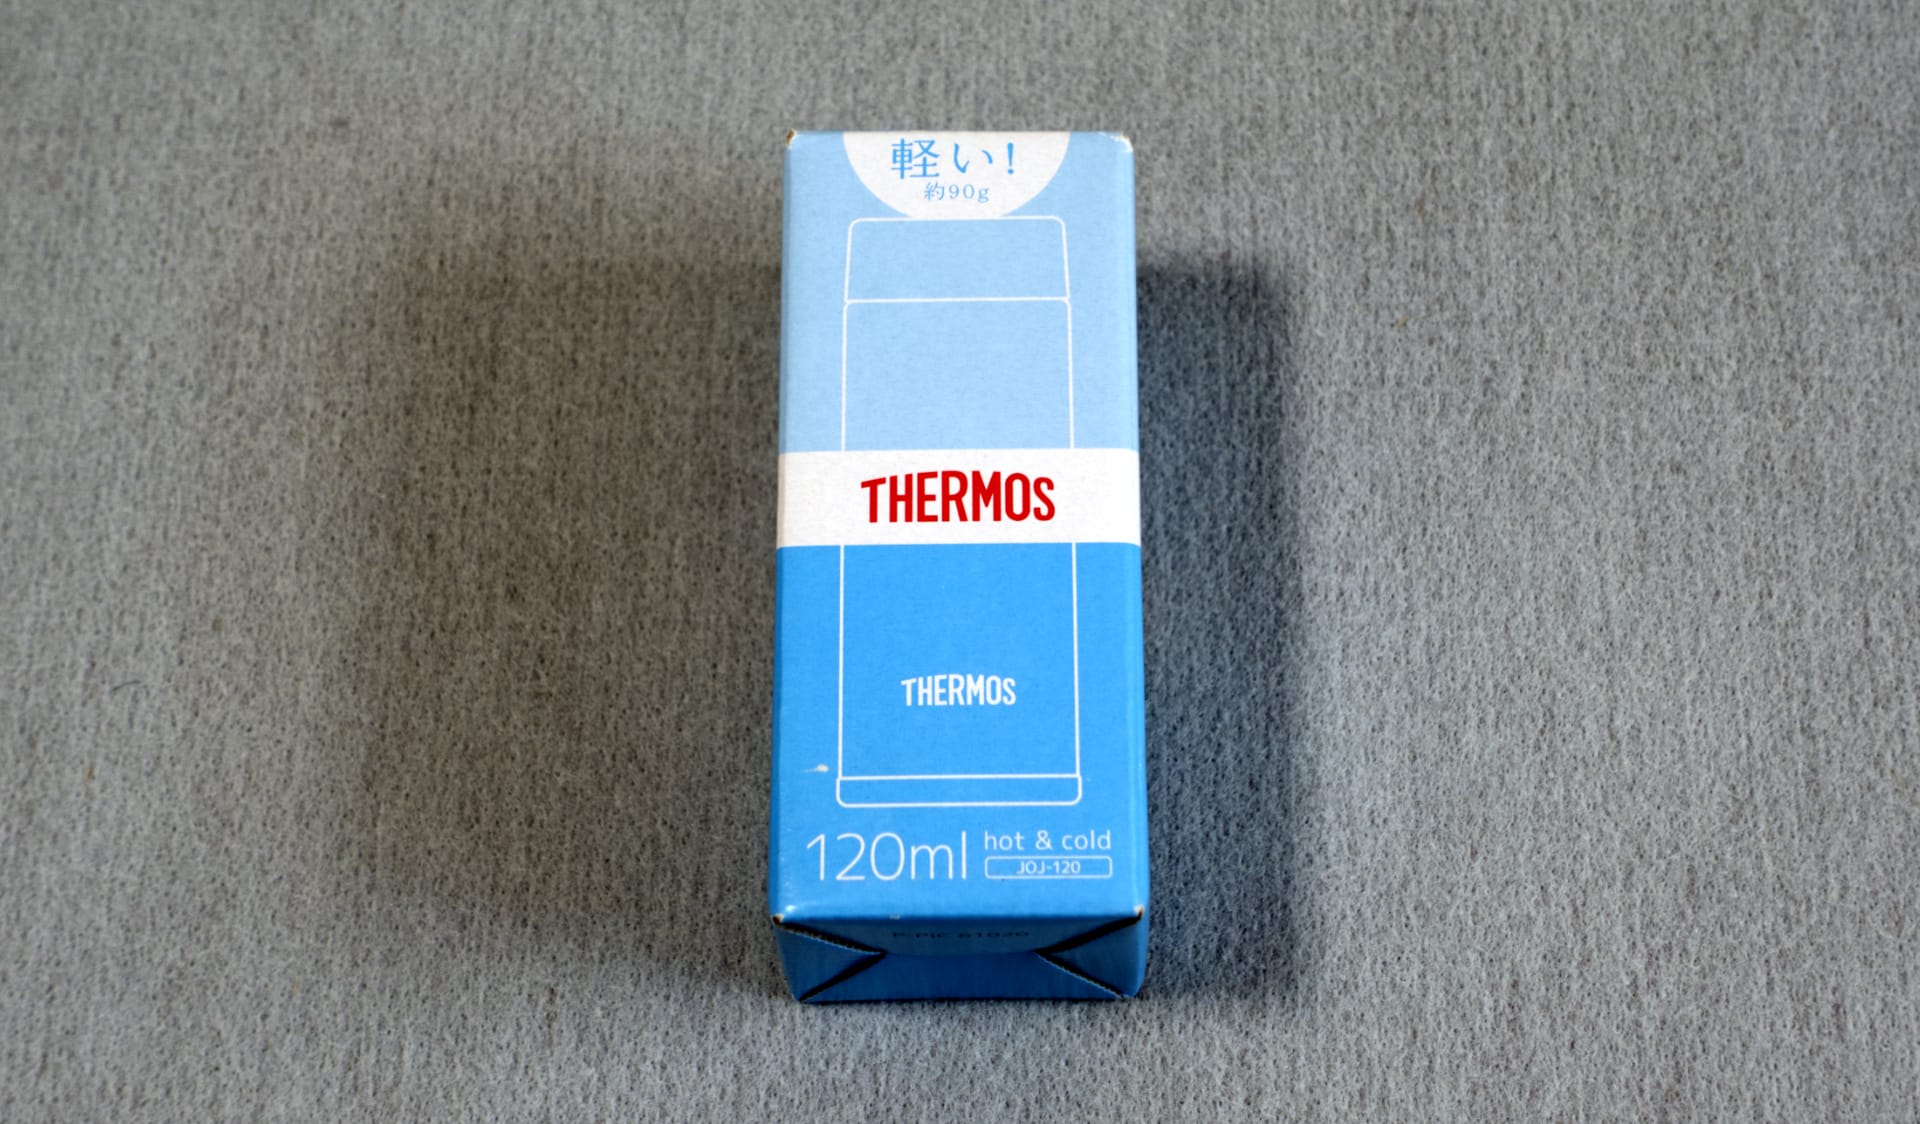 軽い!
約90g
THERMOS
THERMOS
120ml
hot & cold
JOJ-120